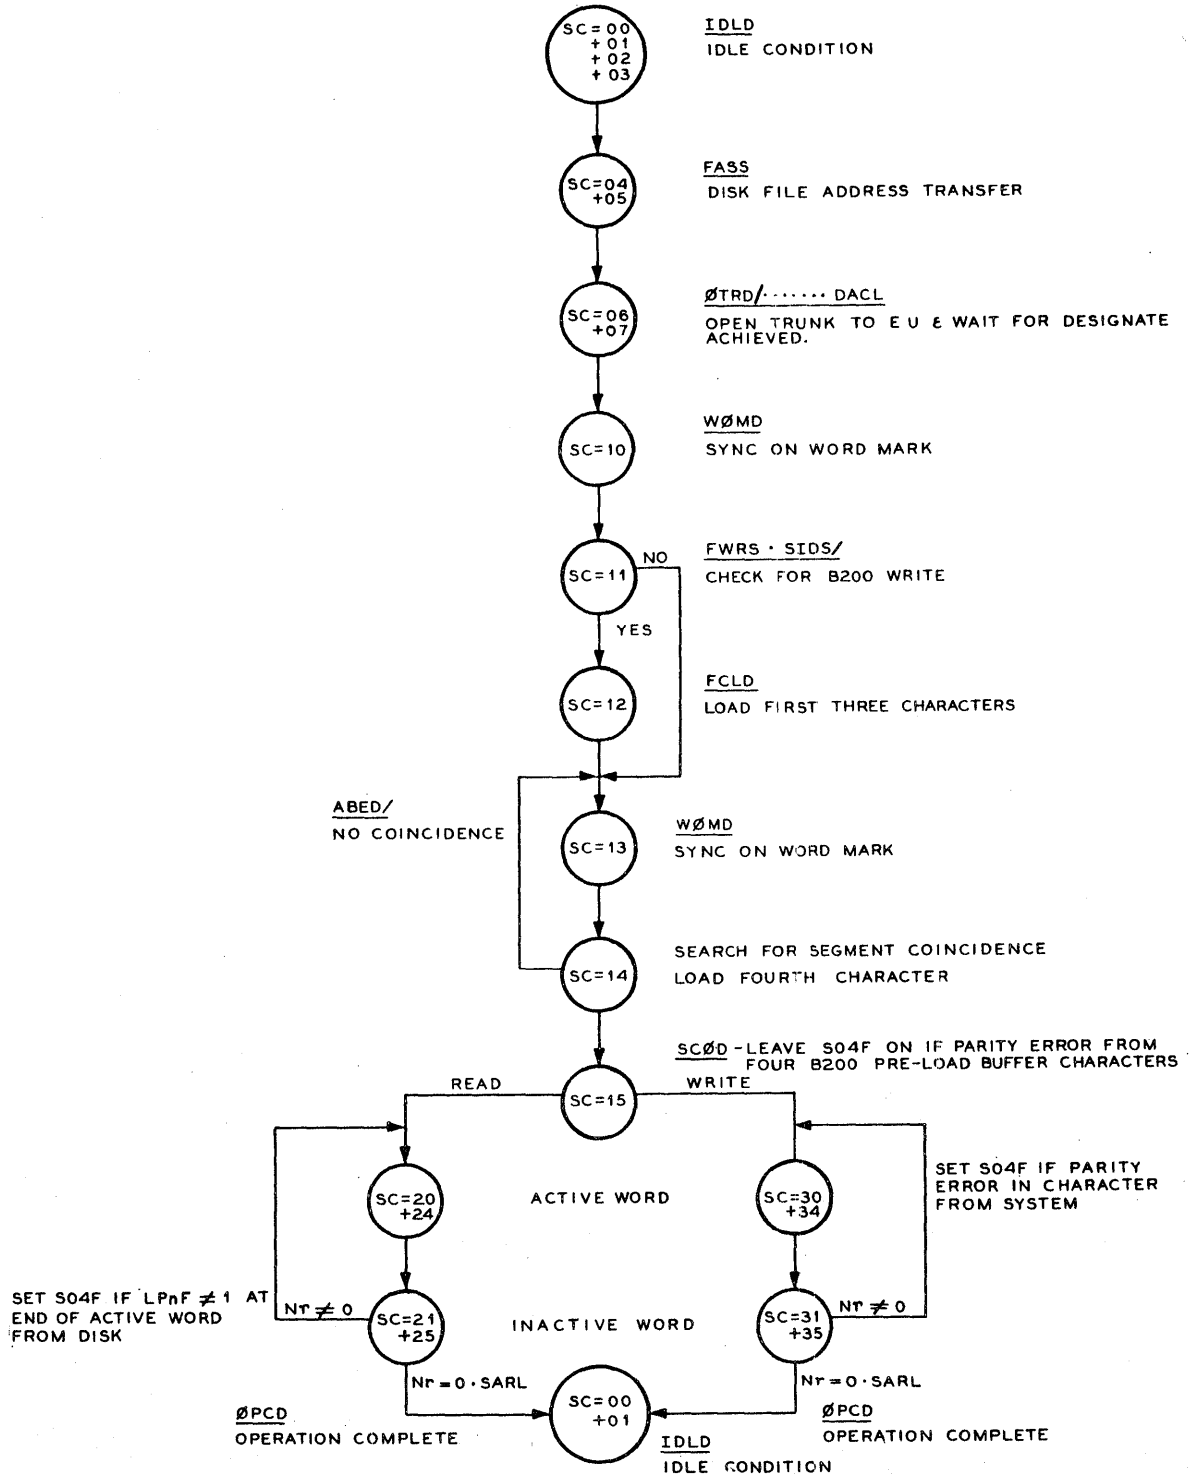 SC=00
+01
+02
+03
IDLD
IDLE CONDITION
SC=04
+05
FASS
DISK FILE ADDRESS TRANSFER
SC=06
+07
ØTRD/······· DACL
OPEN TRUNK TO E U & WAIT FOR DESIGNATE
ACHIEVED.
SC=10
WØMD
SYNC ON WORD MARK
SC=11
NO
YES
FWRS · SIDS/
CHECK FOR B200 WRITE
SC=12
FCLD
LOAD FIRST THREE CHARACTERS
ABED/
NO COINCIDENCE
SC=13
WØMD
SYNC ON WORD MARK
SC=14
SEARCH FOR SEGMENT COINCIDENCE
LOAD FOURTH CHARACTER
SCØD - LEAVE S04F ON IF PARITY ERROR FROM
FOUR B200 PRE-LOAD BUFFER CHARACTERS
READ
SC=15
WRITE
SC=20
+24
ACTIVE WORD
SC=30
+34
SET S04F IF PARITY
ERROR IN CHARACTER
FROM SYSTEM
SET S04F IF LPnF ≠ 1 AT
END OF ACTIVE WORD
FROM DISK
Nr ≠ 0
SC=21
+25
INACTIVE WORD
SC=31
+35
Nr ≠ 0
Nr = 0 · SARL
Nr = 0 · SARL
ØPCD
OPERATION COMPLETE
SC=00
+01
IDLD
IDLE CONDITION
ØPCD
OPERATION COMPLETE